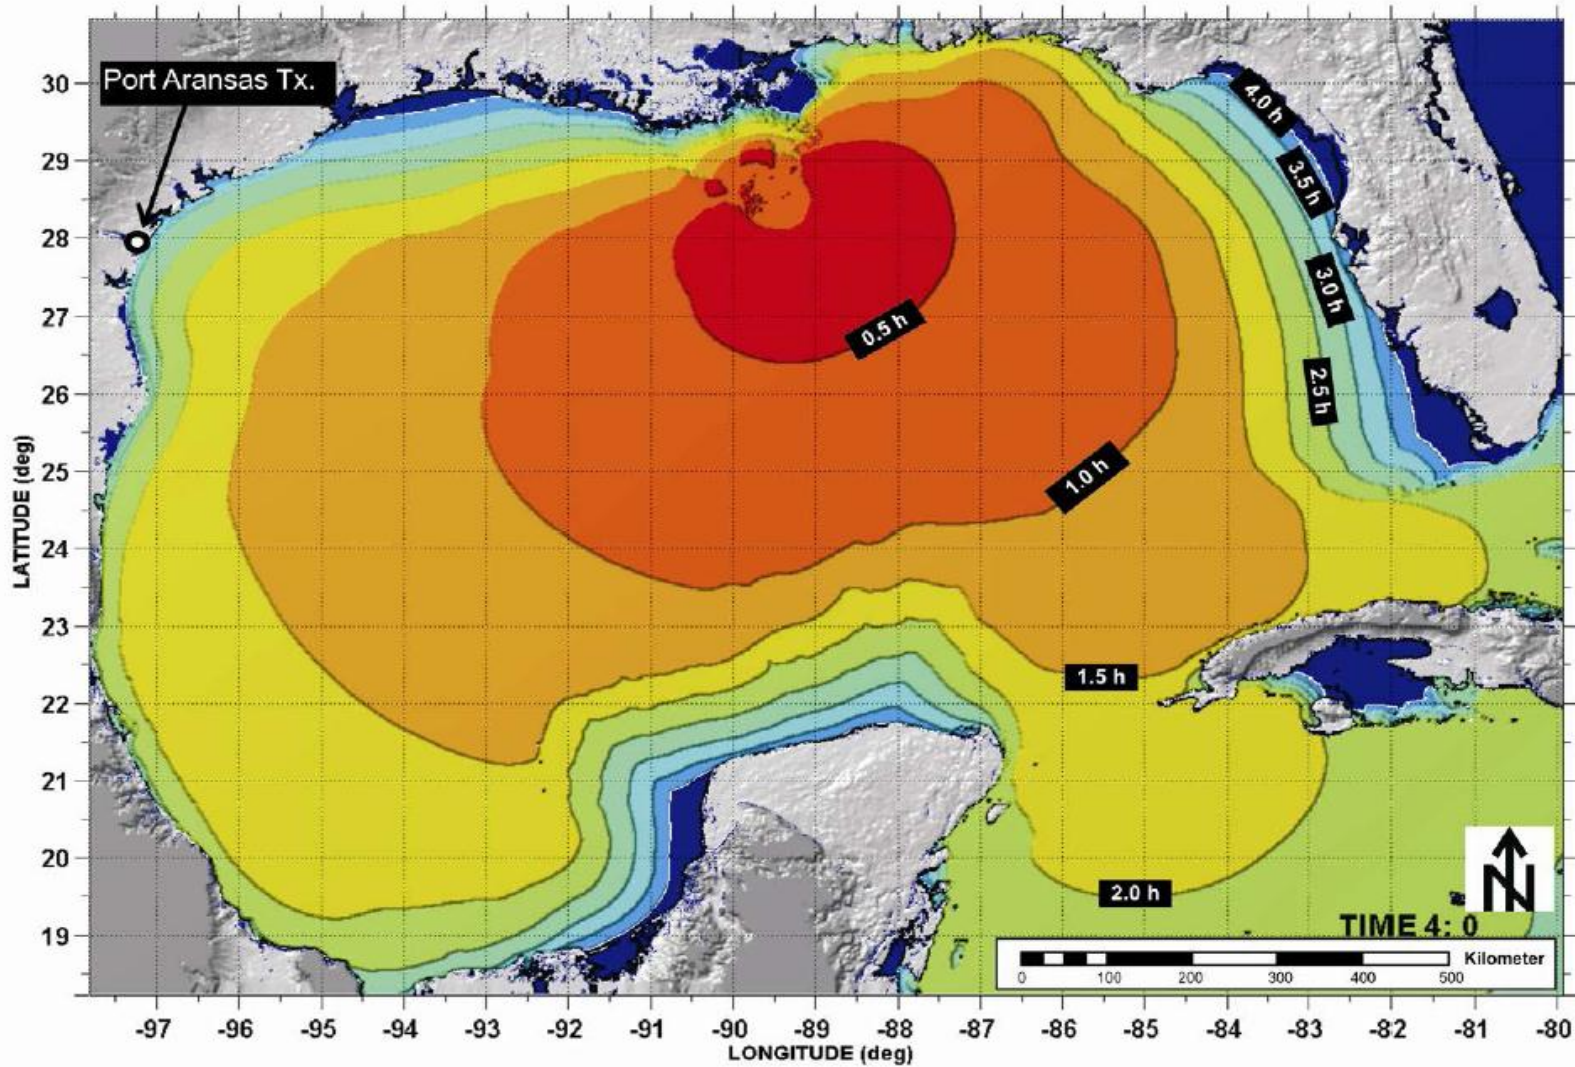 Port Aransas Tx.
4.0 h
3.5 h
3.0 h
2.5 h
0.5 h
1.0 h
1.5 h
2.0 h
30
29
28
27
26
25
24
23
22
21
20
19
LATITUDE (deg)
N
TIME 4: 0
Kilometer
0 100 200 300 400 500
-97 -96 -95 -94 -93 -92 -91 -90 -89 -88 -87 -86 -85 -84 -83 -82 -81 -80
LONGITUDE (deg)